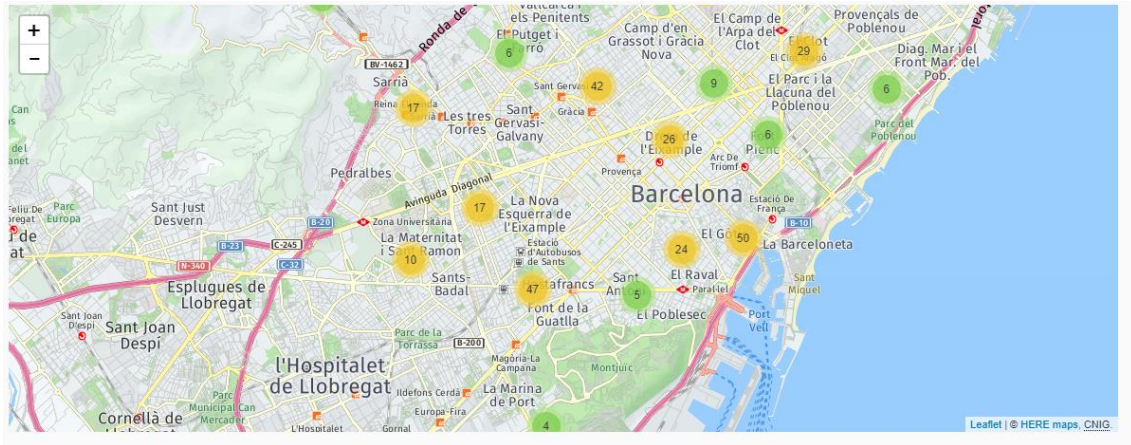 +
−
Ronda de
Vallcarca i
els Penitents
El Putget i
Farró
6
Camp d'en
Grassot i Gràcia
Nova
El Camp de
l'Arpa del
Clot
El Clot
29
Provençals de
Poblenou
Diag. Mar i el
Front Mar. del
Pob.
Litoral
BV-1462
Sarrià
17
Les tres
Torres
Sant
Gervasi-
Galvany
42
Gràcia
9
El Parc i la
Llacuna del
Poblenou
6
Parc del
Poblenou
26
l'Eixample
Provença
6
Pienc
Arc De
Triomf
Pedralbes
Avinguda Diagonal
17
La Nova
Esquerra de
l'Eixample
Barcelona
Estació De
França
B-10
Parc
Europa
Sant Just
Desvern
B-20
Zona Universitària
B-23
C-245
N-340
C-32
La Maternitat
i Sant Ramon
10
Estació
d'Autobusos
de Sants
24
El Gòtic
50
La Barceloneta
Esplugues de
Llobregat
Sants-
Badal
47
Sant
Antoni
5
El Raval
Paral·lel
Sant
Miquel
Font de la
Guatlla
El Poblesec
Port
Vell
Sant Joan
D'espi
Sant Joan
Despí
Parc de la
Torrassa
B-200
Magòria-La
Campana
Montjuïc
l'Hospitalet
de Llobregat
Ildefons Cerdà
La Marina
de Port
Parc
Municipal Can
Mercader
Europa-Fira
Gornal
L'Hospitalet
4
Cornellà de
Llobregat
Leaflet | © HERE maps, CNIG.